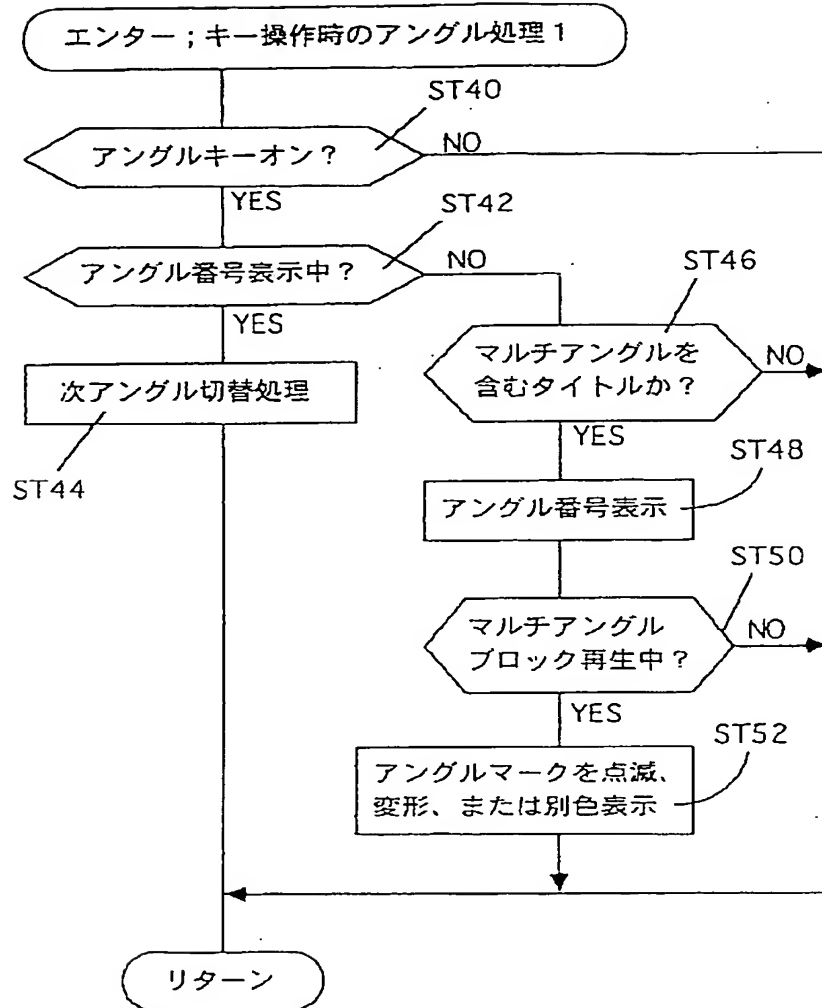 エンター；キー操作時のアングル処理１
ST40
アングルキーオン？
NO
YES
ST42
アングル番号表示中？
NO
YES
ST46
マルチアングルを
含むタイトルか？
NO
次アングル切替処理
YES
ST44
ST48
アングル番号表示
ST50
マルチアングル
ブロック再生中？
NO
YES
ST52
アングルマークを点滅、
変形、または別色表示
リターン